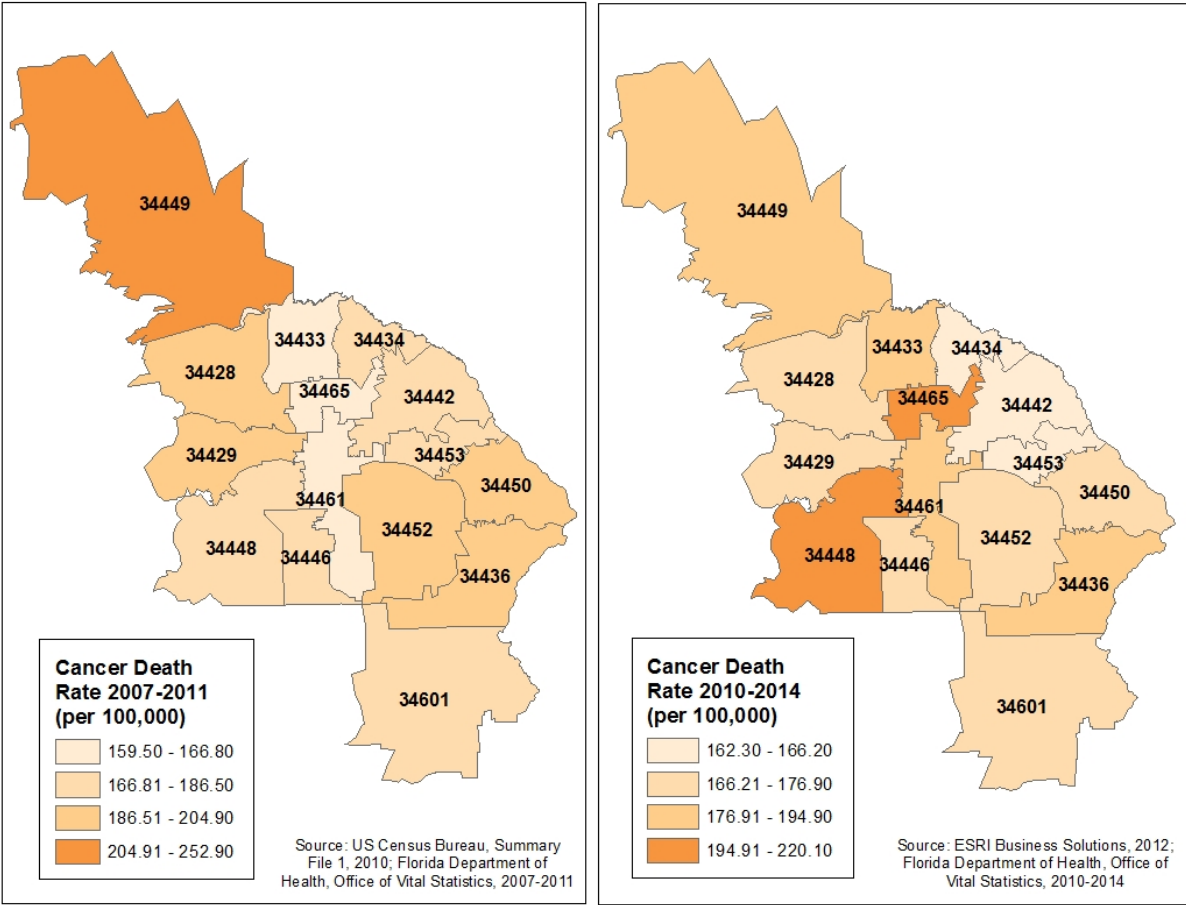 34449
34433
34434
34428
34465
34442
34429
34453
34450
34461
34452
34448
34446
34436
34601
Cancer Death
Rate 2007-2011
(per 100,000)
159.50 - 166.80
166.81 - 186.50
186.51 - 204.90
204.91 - 252.90
Source: US Census Bureau, Summary
File 1, 2010; Florida Department of
Health, Office of Vital Statistics, 2007-2011
34449
34433
34434
34428
34465
34442
34429
34453
34450
34461
34452
34448
34446
34436
34601
Cancer Death
Rate 2010-2014
(per 100,000)
162.30 - 166.20
166.21 - 176.90
176.91 - 194.90
194.91 - 220.10
Source: ESRI Business Solutions, 2012;
Florida Department of Health, Office of
Vital Statistics, 2010-2014